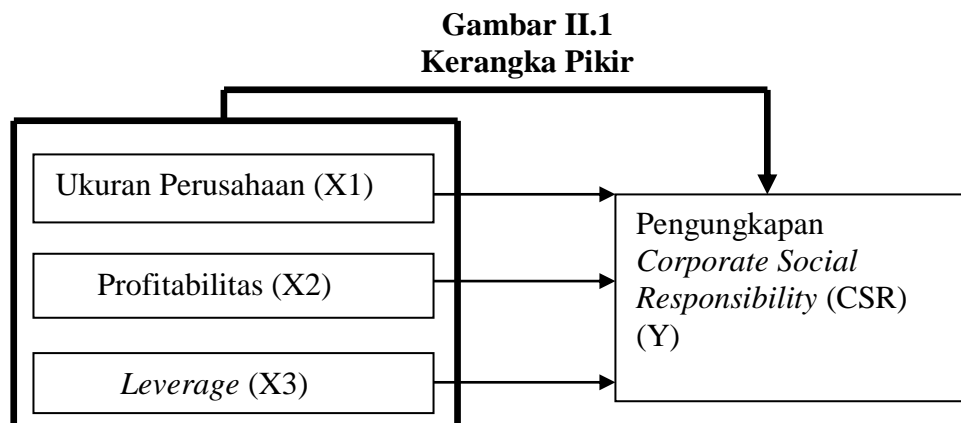 Gambar II.1
Kerangka Pikir
Ukuran Perusahaan (X1)
Profitabilitas (X2)
Leverage (X3)
Pengungkapan
Corporate Social
Responsibility (CSR)
(Y)